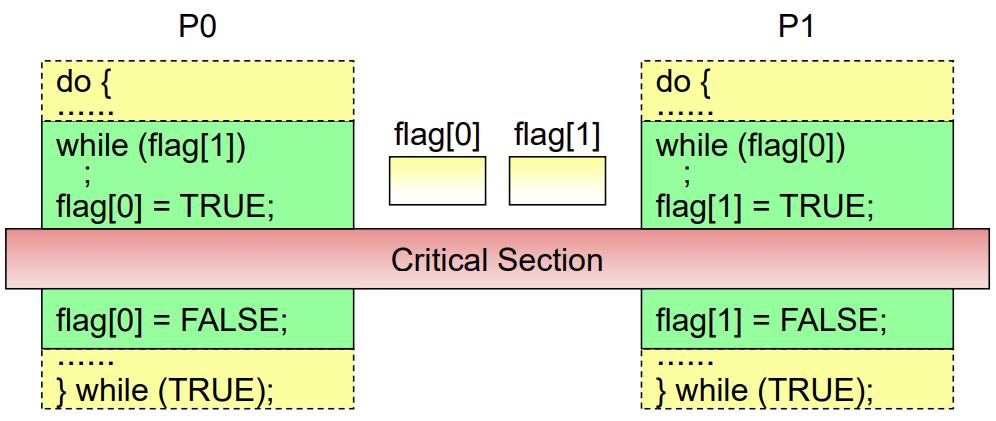 P0
do {
......
while (flag[1])
;
flag[0] = TRUE;
flag[0] = FALSE;
......
} while (TRUE);
flag[0] flag[1]
Critical Section
P1
do {
......
while (flag[0])
;
flag[1] = TRUE;
flag[1] = FALSE;
......
} while (TRUE);